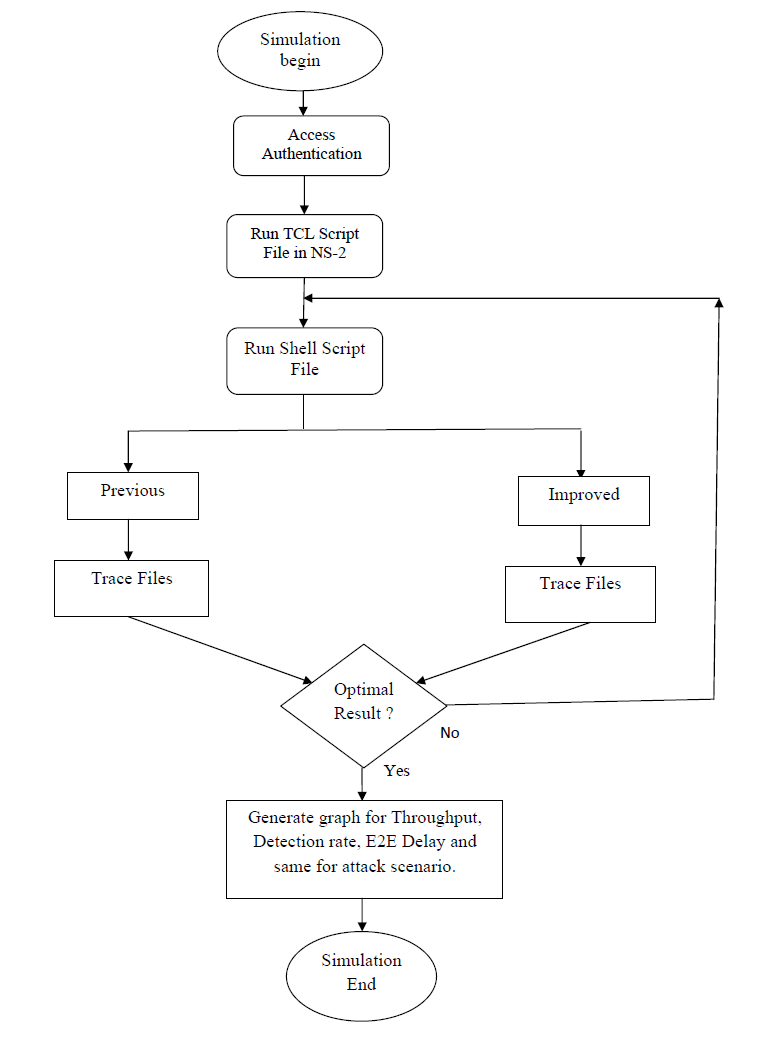 Simulation
begin
Access
Authentication
Run TCL Script
File in NS-2
Run Shell Script
File
Previous
Improved
Trace Files
Trace Files
Optimal
Result ?
No
Yes
Generate graph for Throughput,
Detection rate, E2E Delay and
same for attack scenario.
Simulation
End